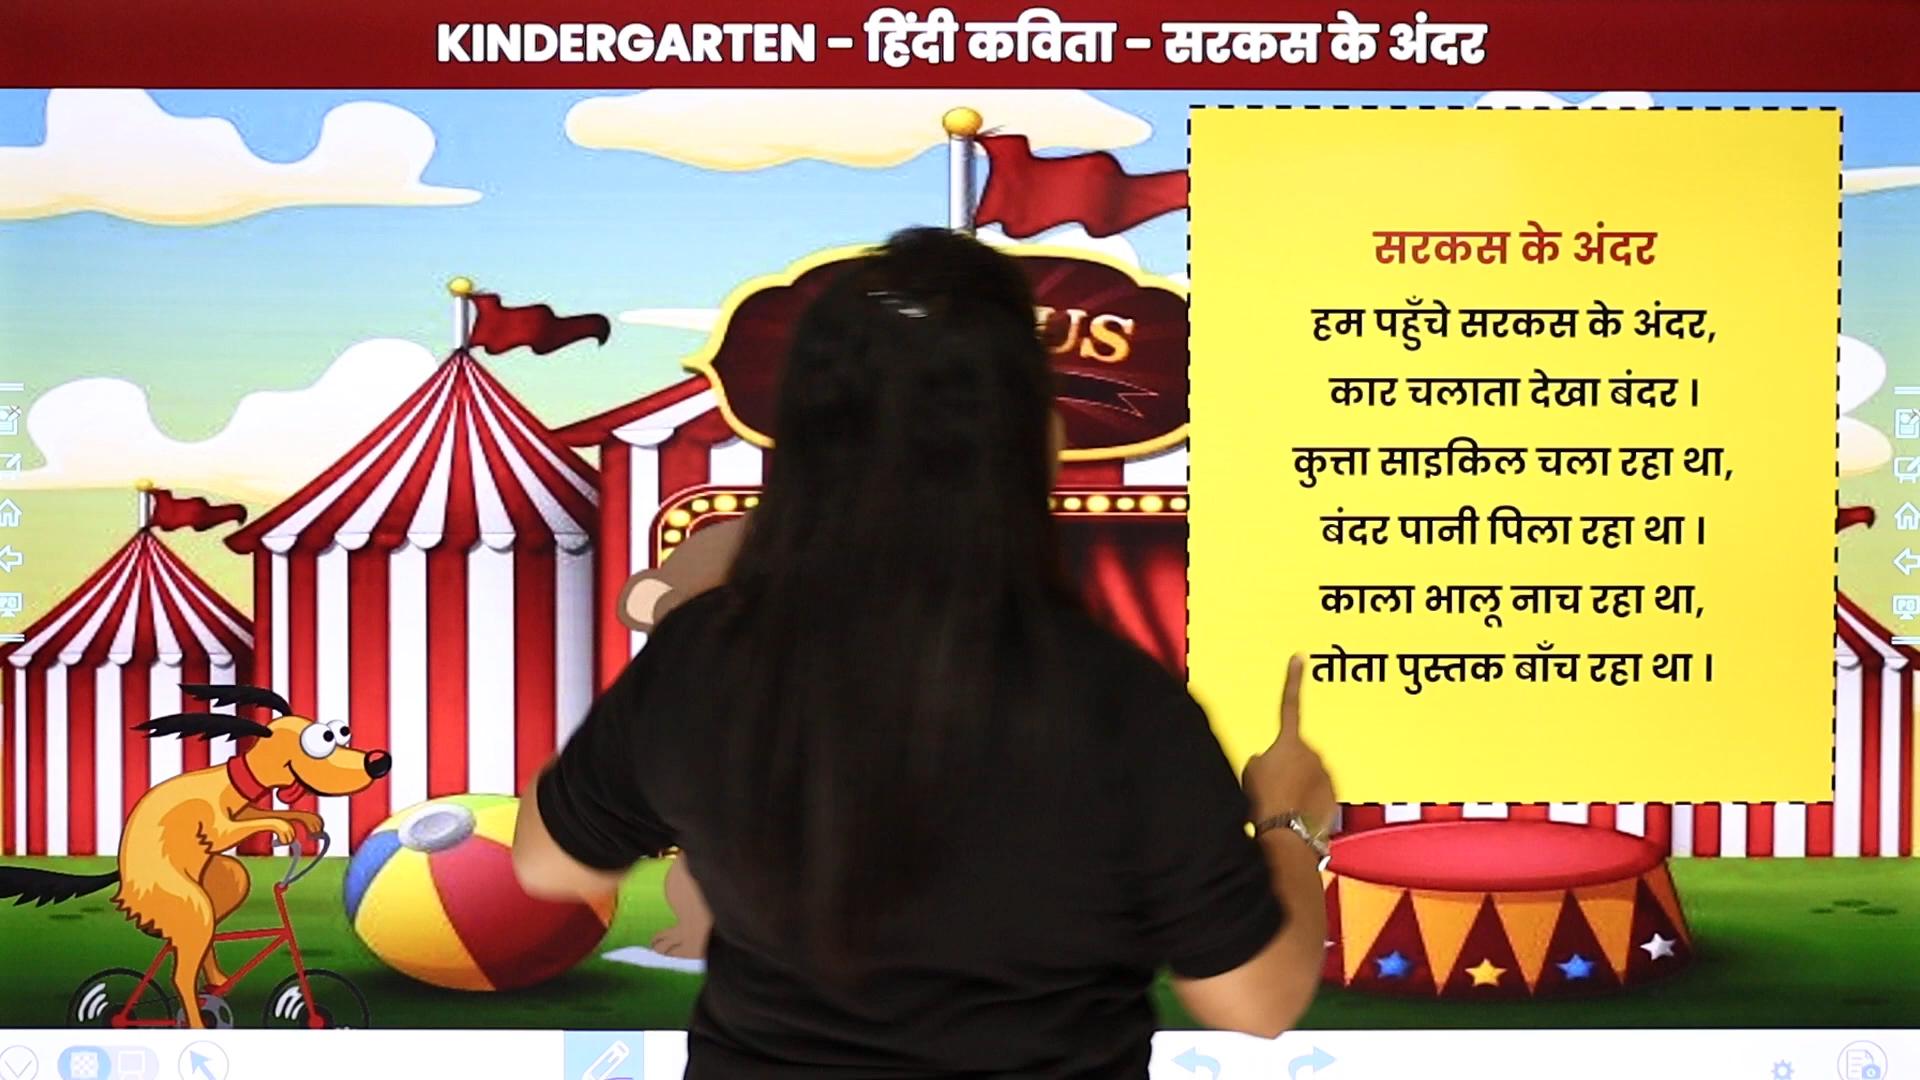 KINDERGARTEN - हिंदी कविता - सरकस के अंदर
सरकस के अंदर
हम पहुँचे सरकस के अंदर,
कार चलाता देखा बंदर ।
कुत्ता साइकिल चला रहा था,
बंदर पानी पिला रहा था ।
काला भालू नाच रहा था,
तोता पुस्तक बाँच रहा था ।